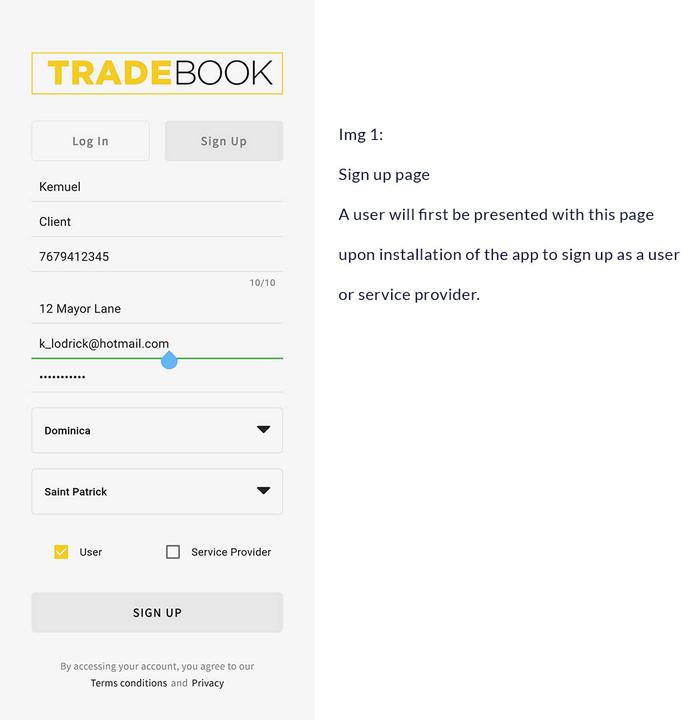 TRADEBOOK
Log In
Sign Up
Kemuel
Client
7679412345
10/10
12 Mayor Lane
k_lodrick@hotmail.com
•••••••••••
Dominica
Saint Patrick
User
Service Provider
SIGN UP
By accessing your account, you agree to our
Terms conditions and Privacy
Img 1:
Sign up page
A user will first be presented with this page
upon installation of the app to sign up as a user
or service provider.